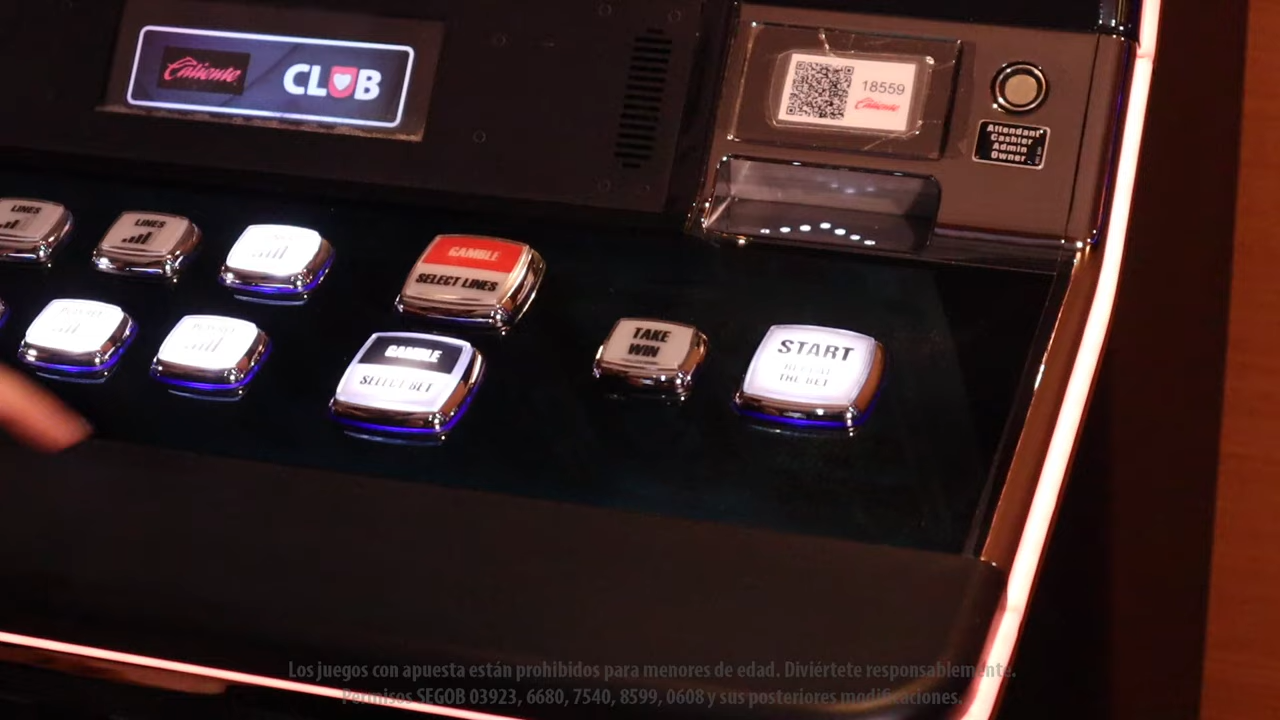 Caliente
CLUB
18559
Caliente
Attendant
Cashier
Admin
Owner
LINES
LINES
GAMBLE
SELECT LINES
GAMBLE
SELECT BET
TAKE
WIN
START
THE BET
Los juegos con apuesta están prohibidos para menores de edad. Diviértete responsablemente.
Permisos SEGOB 03923, 6680, 7540, 8599, 0608 y sus posteriores modificaciones.